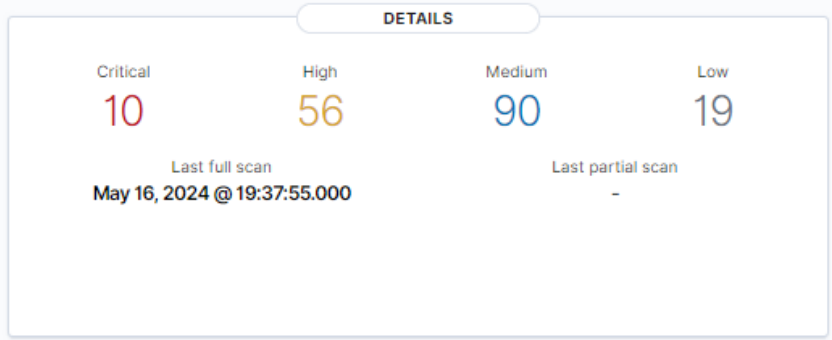 DETAILS
Critical High Medium Low
10 56 90 19
Last full scan Last partial scan
May 16, 2024 @ 19:37:55.000 -